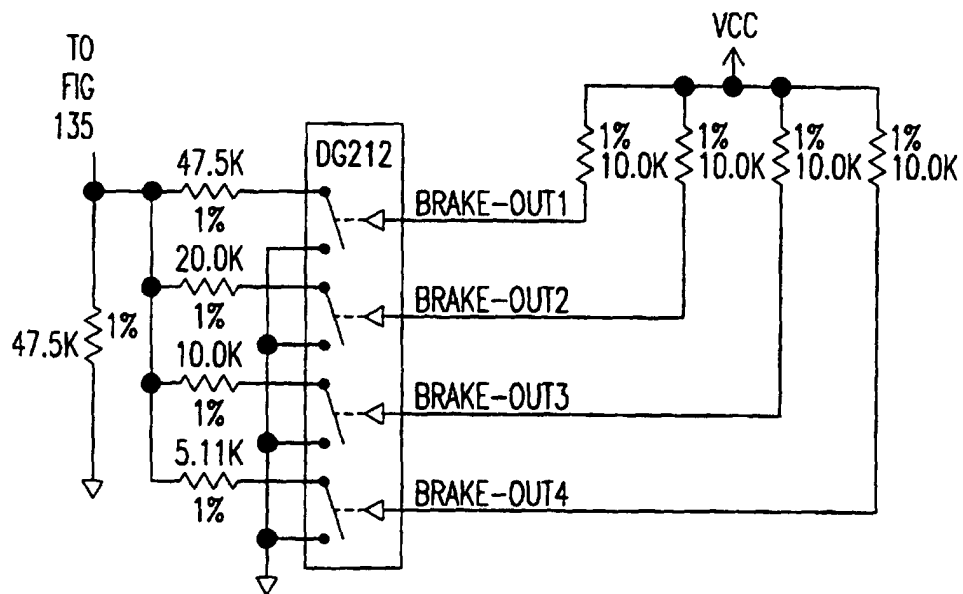 TO
FIG
135
VCC
47.5K
1%
DG212
BRAKE-OUT1
1%
10.0K
1%
10.0K
1%
10.0K
1%
10.0K
20.0K
1%
BRAKE-OUT2
47.5K
1%
10.0K
1%
BRAKE-OUT3
5.11K
1%
BRAKE-OUT4